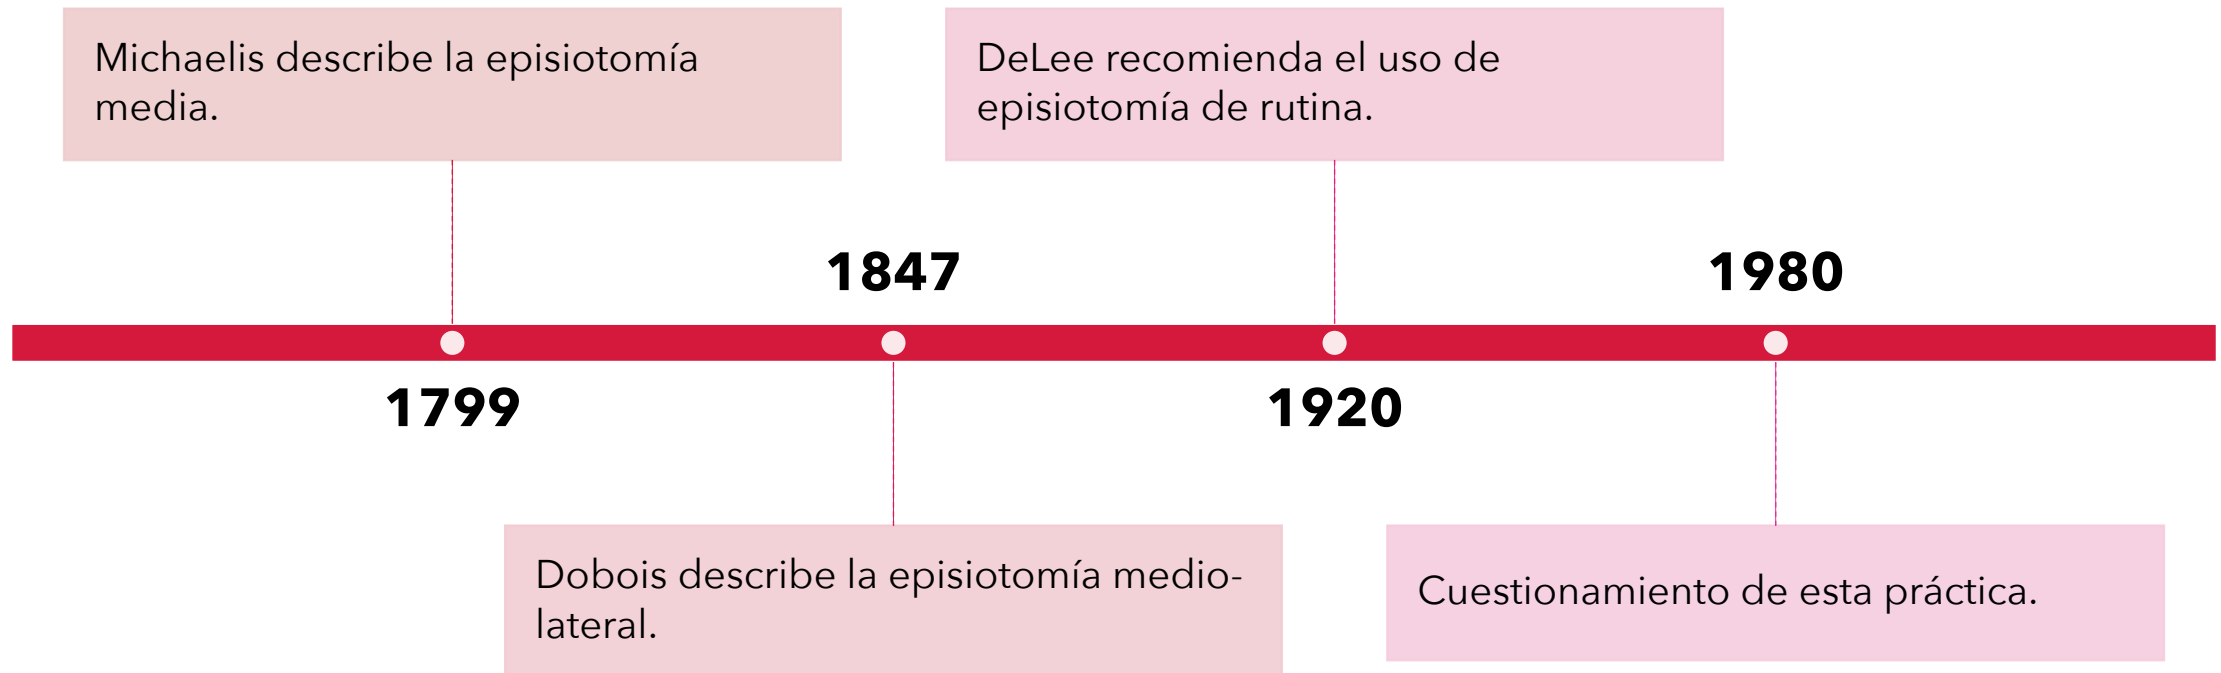 Michaelis describe la episiotomía
media.
DeLee recomienda el uso de
episiotomía de rutina.
1847
1980
1799
1920
Dobois describe la episiotomía medio-
lateral.
Cuestionamiento de esta práctica.